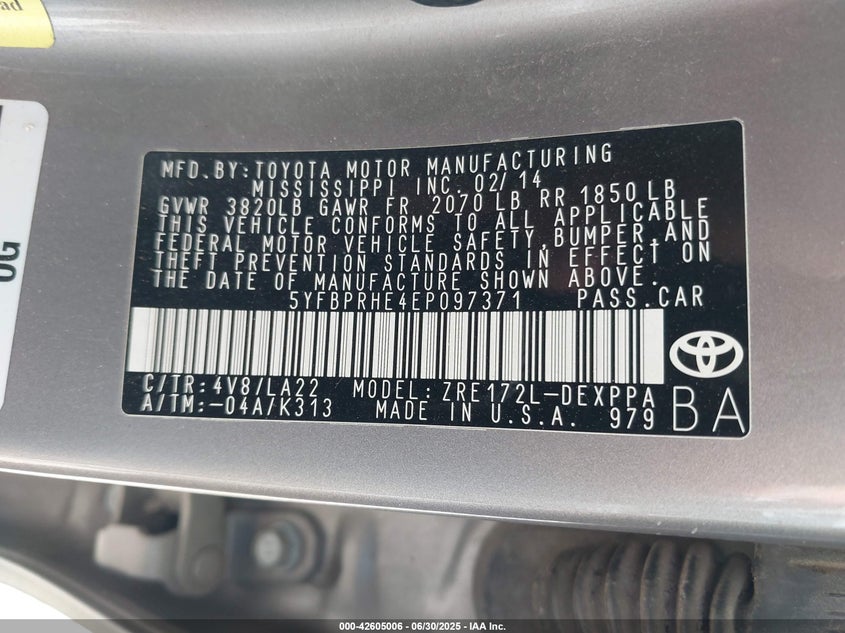 ad
OG
MFD.BY:TOYOTA MOTOR MANUFACTURING
MISSISSIPPI INC. 02/14
GVWR 3820LB GAWR FR 2070 LB RR 1850LB
THIS VEHICLE CONFORMS TO ALL APPLICABLE
FEDERAL MOTOR VEHICLE SAFETY,BUMPER,AND
THEFT PREVENTION STANDARDS IN EFFECT ON
THE DATE OF MANUFACTURE SHOWN ABOVE.
5YFBPRHE4EP097371 PASS.CAR
C/TR:4V8/LA22 MODEL:ZRE172L-DEXPPA
A/TM:-04A/K313 MADE IN U.S.A. 979
BA
000-42605006 - 06/30/2025 - IAA Inc.